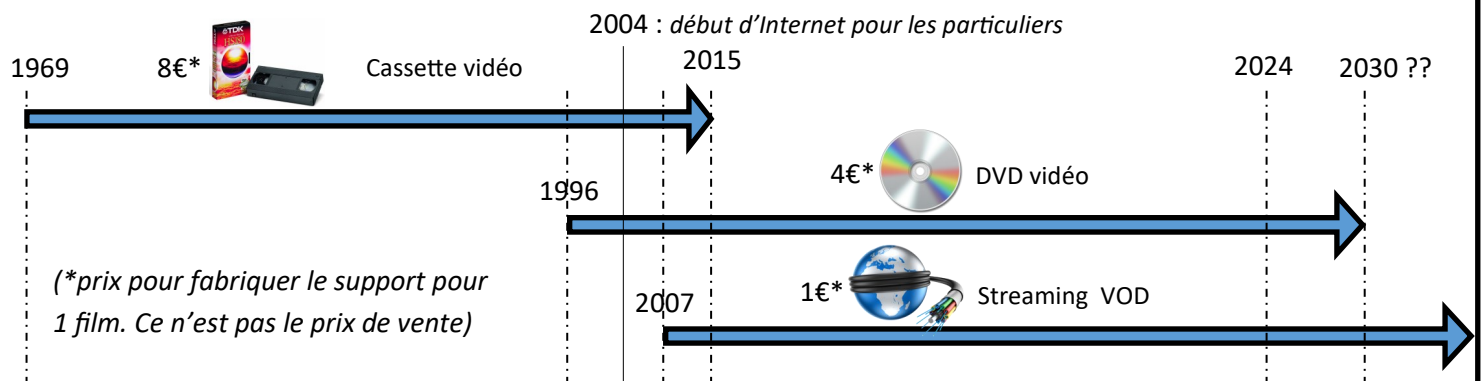 2004 : début d’Internet pour les particuliers
1969
8€*
TDK
Cassette vidéo
2015
2024
2030 ??
4€*
DVD vidéo
1996
(*prix pour fabriquer le support pour
1 film. Ce n’est pas le prix de vente)
1€*
Streaming VOD
2007